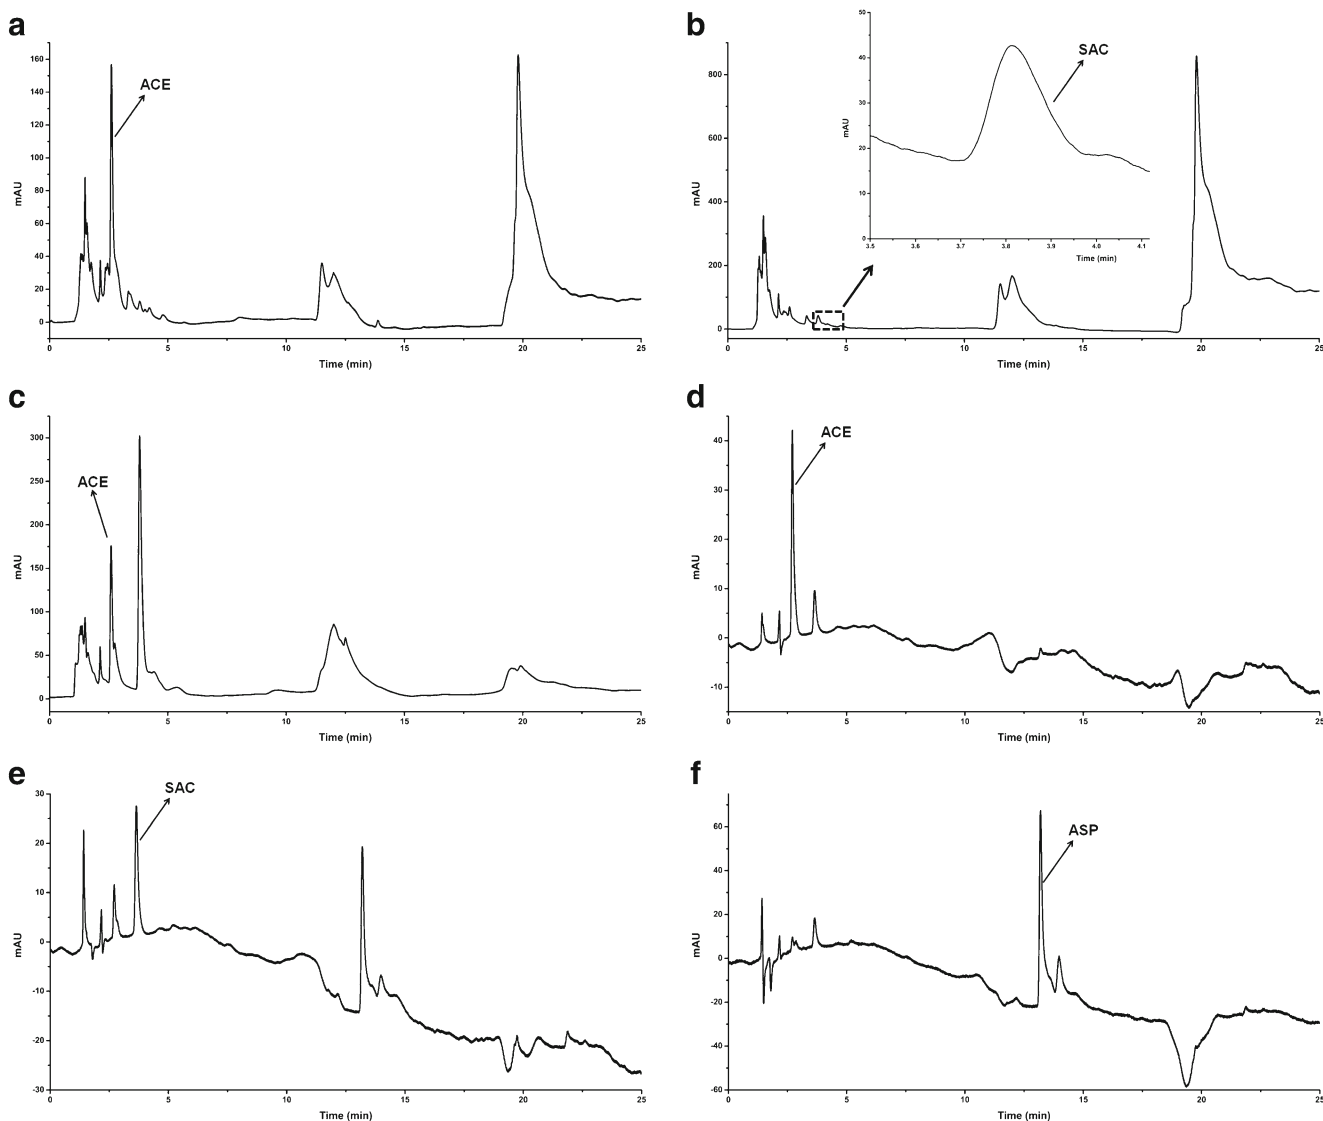 a
160
140
120
100
80
60
40
20
0
mAU
ACE
0 5 10 15 20 25
Time (min)
b
800
600
400
200
0
mAU
50
40
30
20
10
0
mAU
SAC
3.5 3.6 3.7 3.8 3.9 4.0 4.1
Time (min)
0 5 10 15 20 25
Time (min)
c
300
250
200
150
100
50
0
mAU
ACE
0 5 10 15 20 25
Time (min)
d
40
30
20
10
0
-10
mAU
ACE
0 5 10 15 20 25
Time (min)
e
30
20
10
0
-10
-20
-30
mAU
SAC
0 5 10 15 20 25
Time (min)
f
60
40
20
0
-20
-40
-60
mAU
ASP
0 5 10 15 20 25
Time (min)